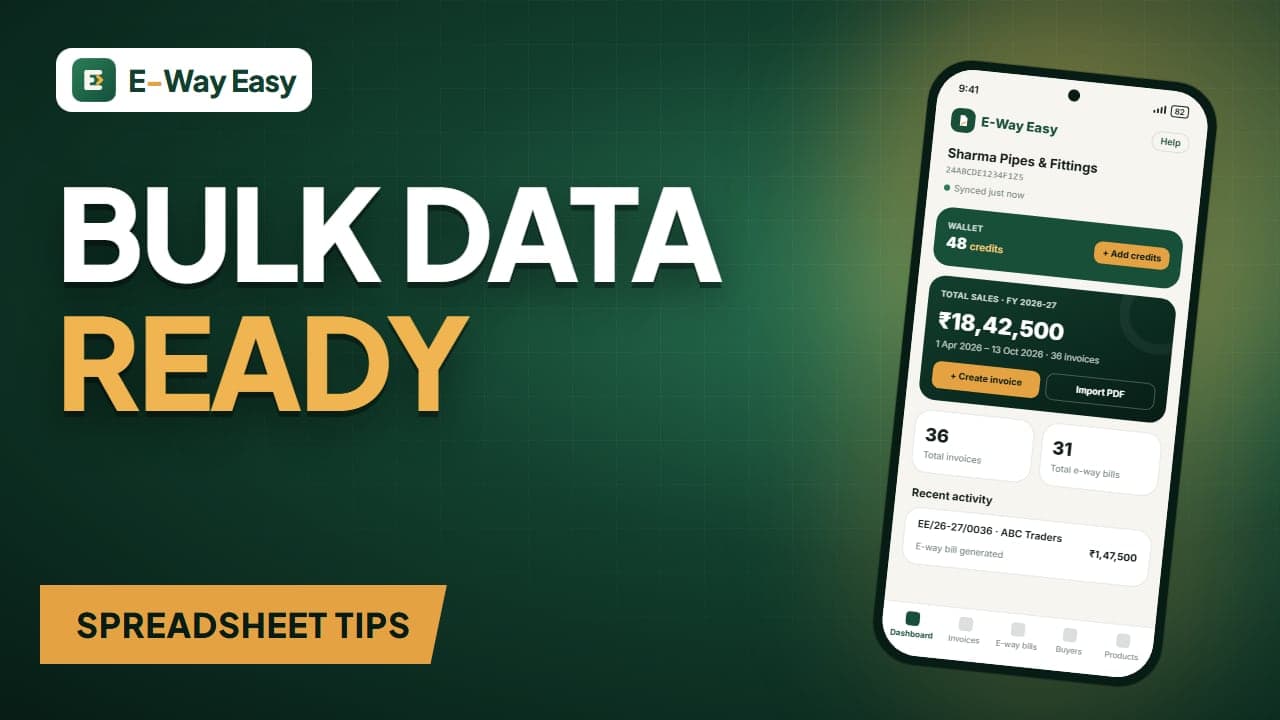 E-Way Easy
BULK DATA
READY
SPREADSHEET TIPS
9:41
82
E-Way Easy
Help
Sharma Pipes & Fittings
24ABCDE1234F1Z5
Synced just now
WALLET
48 credits
+ Add credits
TOTAL SALES · FY 2026-27
₹18,42,500
1 Apr 2026 – 13 Oct 2026 · 36 invoices
+ Create invoice
Import PDF
36
Total invoices
31
Total e-way bills
Recent activity
EE/26-27/0036 · ABC Traders
₹1,47,500
E-way bill generated
Dashboard
Invoices
E-way bills
Buyers
Products